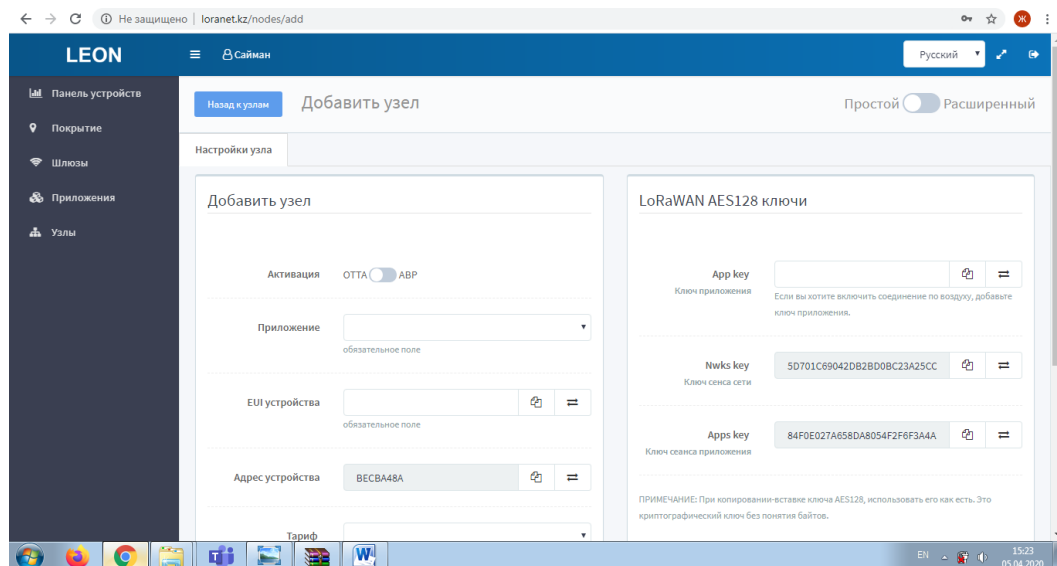 Не защищено | loranet.kz/nodes/add
Ж
LEON
Сайман
Русский
Панель устройств
Покрытие
Шлюзы
Приложения
Узлы
Назад к узлам
Добавить узел
Простой
Расширенный
Настройки узла
Добавить узел
Активация
OTTA
ABP
Приложение
обязательное поле
EUI устройства
обязательное поле
Адрес устройства
BECBA48A
Тариф
LoRaWAN AES128 ключи
App key
Ключ приложения
Если вы хотите включить соединение по воздуху, добавьте
ключ приложения.
Nwks key
Ключ сенса сети
5D701C69042DB2BD0BC23A25CC
Apps key
Ключ сеанса приложения
84F0E027A658DA8054F2F6F3A4A
ПРИМЕЧАНИЕ: При копировании-вставке ключа AES128, использовать его как есть. Это
криптографический ключ без понятия байтов.
EN
15:23
05.04.2020